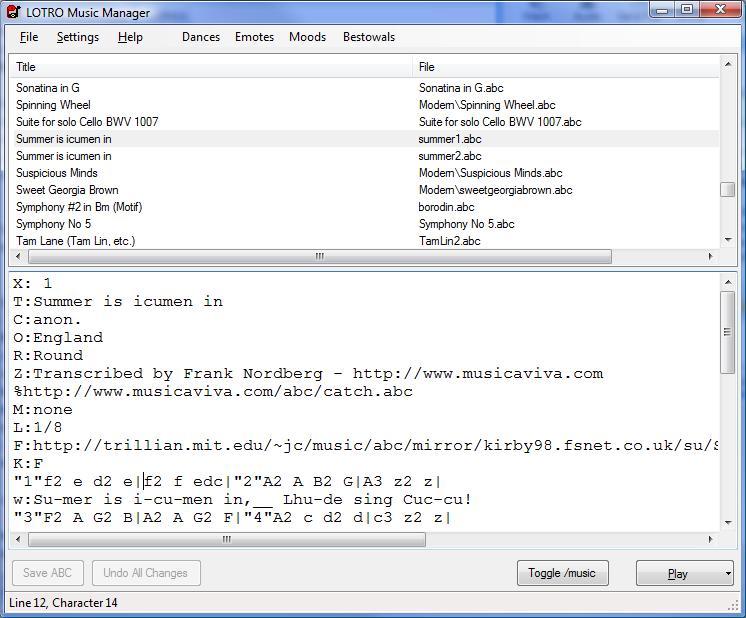 LOTRO Music Manager
File Settings Help Dances Emotes Moods Bestowals
Title File
Sonatina in G Sonatina in G.abc
Spinning Wheel Modern\Spinning Wheel.abc
Suite for solo Cello BWV 1007 Suite for solo Cello BWV 1007.abc
Summer is icumen in summer1.abc
Summer is icumen in summer2.abc
Suspicious Minds Modern\Suspicious Minds.abc
Sweet Georgia Brown Modern\sweetgeorgiabrown.abc
Symphony #2 in Bm (Motif) borodin.abc
Symphony No 5 Symphony No 5.abc
Tam Lane (Tam Lin, etc.) TamLin2.abc
X: 1
T:Summer is icumen in
C:anon.
O:England
R:Round
Z:Transcribed by Frank Nordberg - http://www.musicaviva.com
%http://www.musicaviva.com/abc/catch.abc
M:none
L:1/8
F:http://trillian.mit.edu/~jc/music/abc/mirror/kirby98.fsnet.co.uk/su/S
K:F
"1"f2 e d2 e|f2 f edc|"2"A2 A B2 G|A3 z2 z|
w:Su-mer is i-cu-men in,__ Lhu-de sing Cuc-cu!
"3"F2 A G2 B|A2 A G2 F|"4"A2 c d2 d|c3 z2 z|
Save ABC Undo All Changes Toggle /music Play
Line 12, Character 14